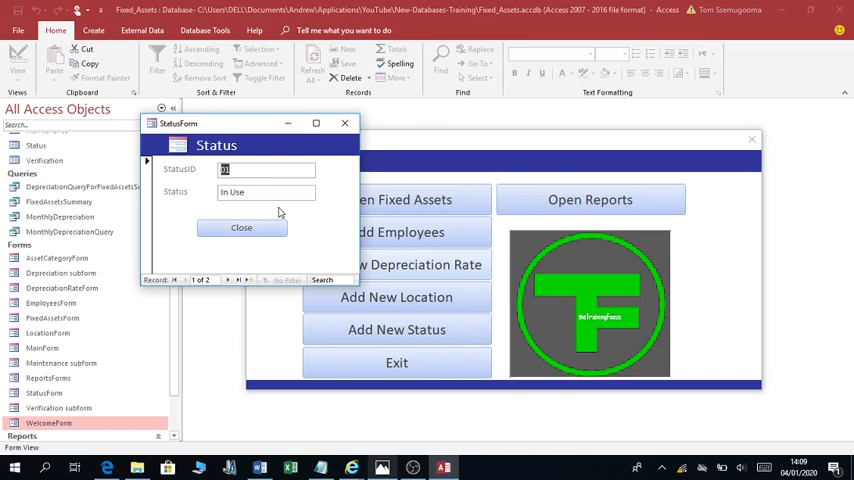 Fixed_Assets : Database- C:\Users\DELL\Documents\Andrew\Applications\YouTube\New-Databases-Training\Fixed_Assets.accdb (Access 2007 - 2016 file format) - Access
Tom Ssemugooma
File
Home
Create
External Data
Database Tools
Help
Tell me what you want to do
View
Paste
Cut
Copy
Format Painter
Filter
Ascending
Descending
Remove Sort
Selection
Advanced
Toggle Filter
Refresh
All
New
Save
Delete
Totals
Spelling
More
Find
Replace
Go To
Select
B I U
Views
Clipboard
Sort & Filter
Records
Find
Text Formatting
All Access Objects
Search...
Status
Verification
Queries
DepreciationQueryForFixedAssetsSu
FixedAssetsSummary
MonthlyDepreciation
MonthlyDepreciationQuery
Forms
AssetCategoryForm
Depreciation subform
DepreciationRateForm
EmployeesForm
FixedAssetsForm
LocationForm
MainForm
Maintenance subform
ReportsForms
StatusForm
Verification subform
WelcomeForm
Reports
StatusForm
Status
StatusID
01
Status
In Use
Close
Record:
1 of 2
No Filter
Search
en Fixed Assets
Open Reports
dd Employees
w Depreciation Rate
Add New Location
Add New Status
Exit
theTrainingFocus
Form View
14:09
04/01/2020